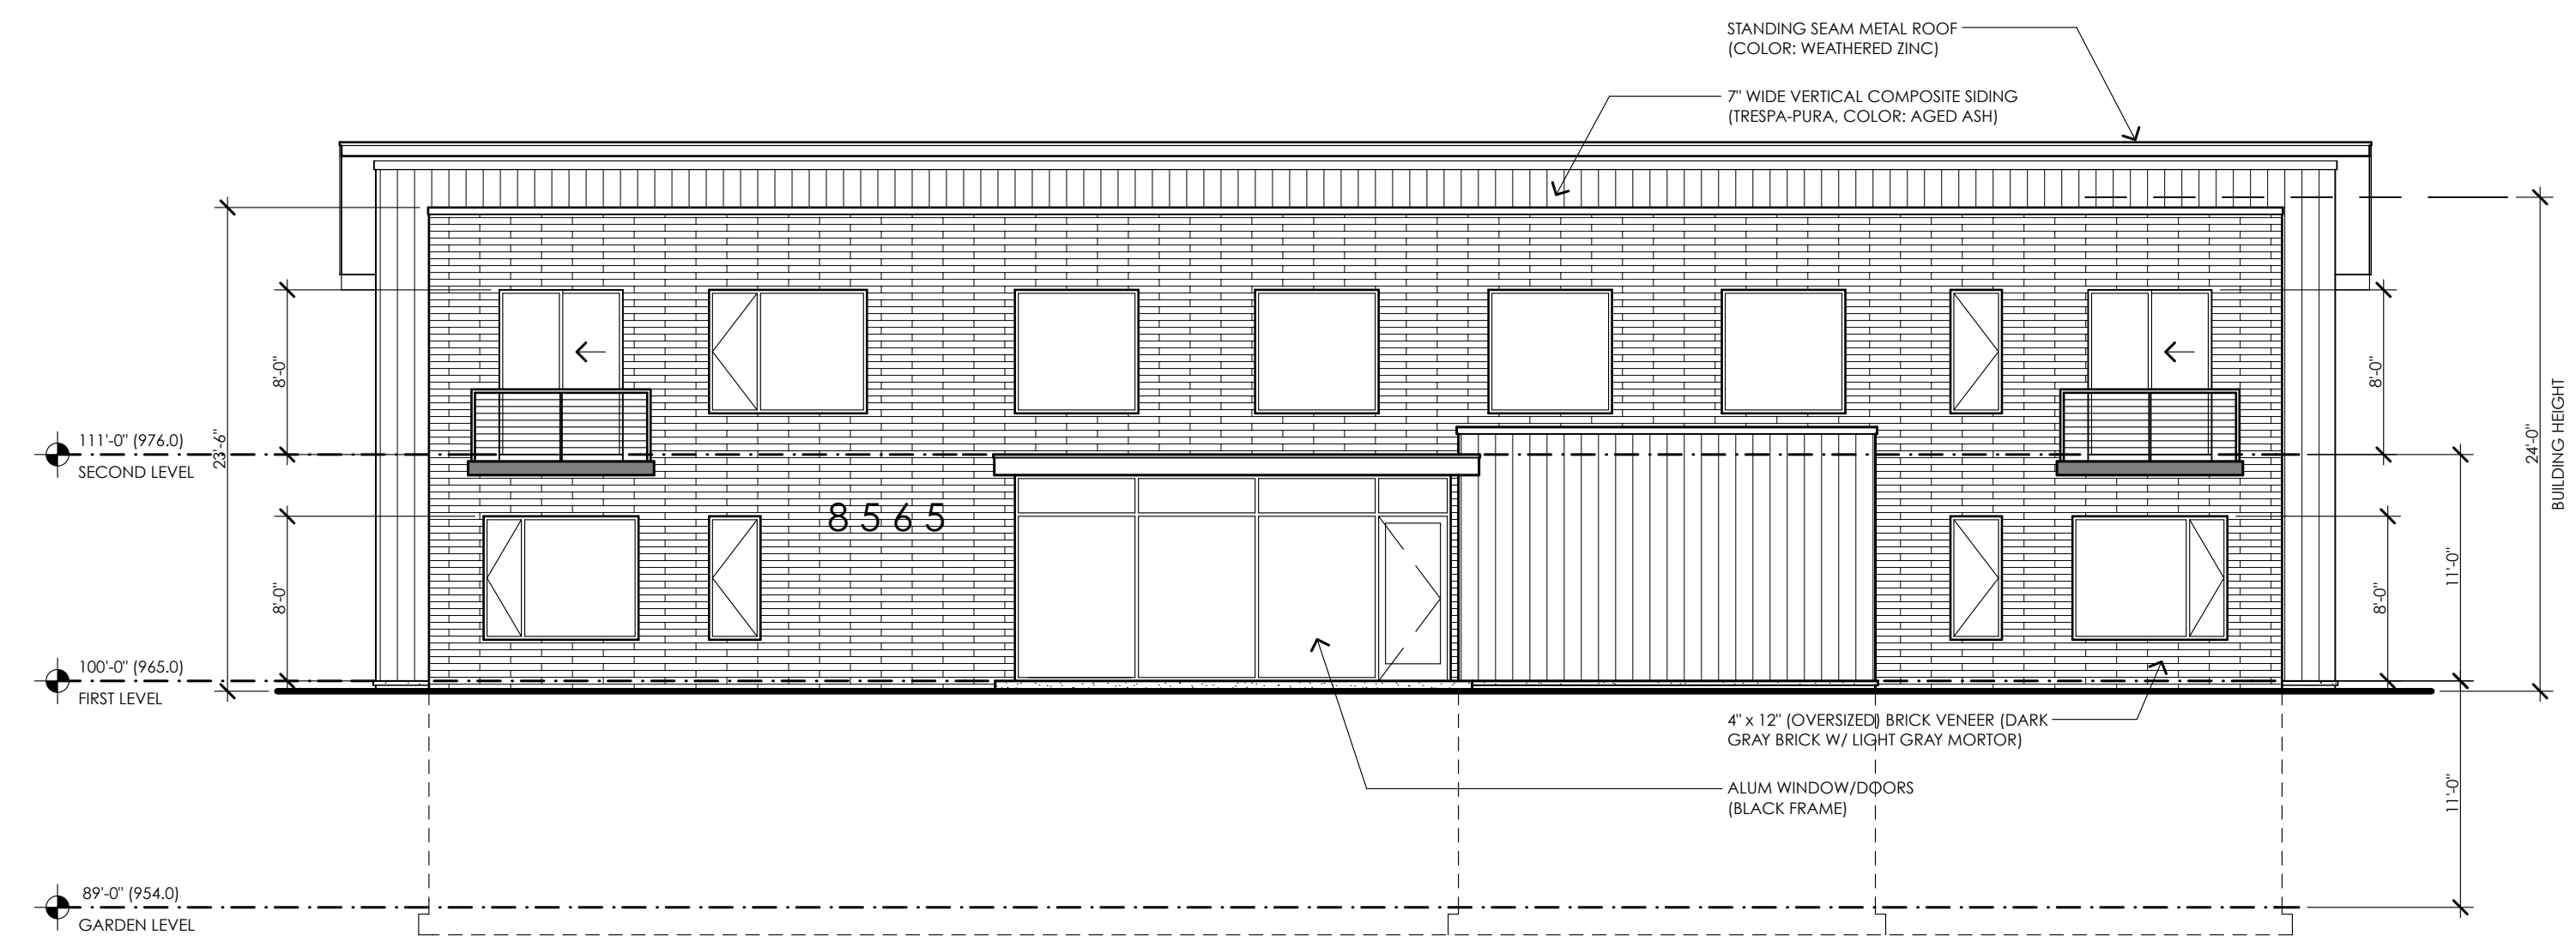 STANDING SEAM METAL ROOF
(COLOR: WEATHERED ZINC)
7" WIDE VERTICAL COMPOSITE SIDING
(TRESPA-PURA, COLOR: AGED ASH)
8'-0"
8'-0"
23'-6"
8'-0"
8'-0"
11'-0"
11'-0"
24'-0"
BUILDING HEIGHT
111'-0" (976.0)
SECOND LEVEL
8565
100'-0" (965.0)
FIRST LEVEL
4" x 12" (OVERSIZED) BRICK VENEER (DARK
GRAY BRICK W/ LIGHT GRAY MORTOR)
ALUM WINDOW/DOORS
(BLACK FRAME)
89'-0" (954.0)
GARDEN LEVEL